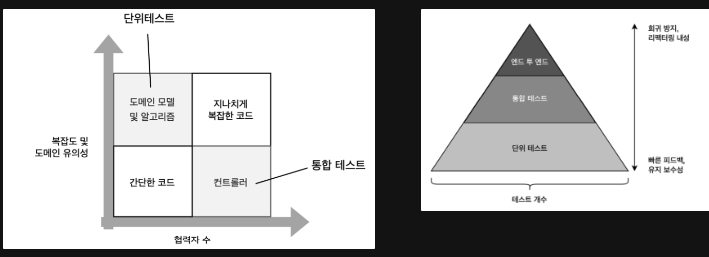 단위테스트
도메인 모델
및 알고리즘
지나치게
복잡한 코드
복잡도 및
도메인 유의성
간단한 코드
컨트롤러
통합 테스트
협력자 수
회귀 방지,
리팩터링 내성
엔드 투 엔드
통합 테스트
단위 테스트
빠른 피드백,
유지 보수성
테스트 개수